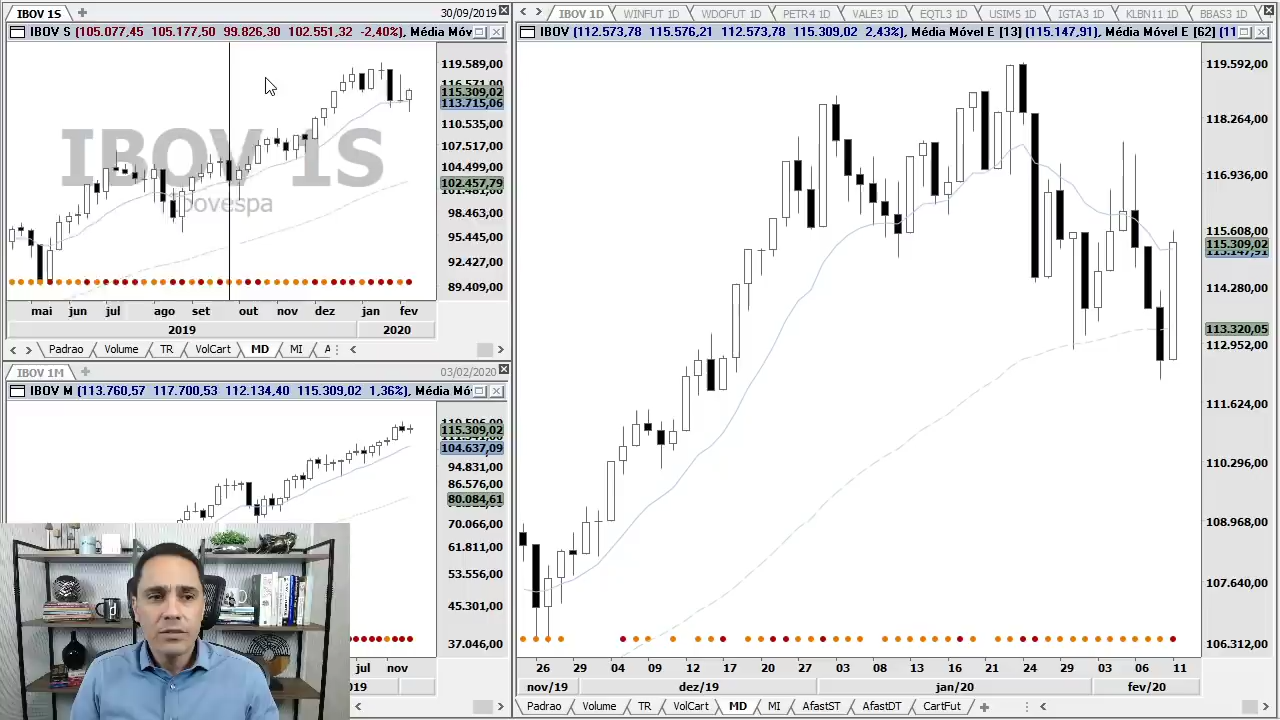 IBOV 1S
30/09/2019
IBOV S (105.077,45 105.177,50 99.826,30 102.551,32 -2,40%), Média Móv
119.589,00
115.309,02
113.715,06
110.535,00
107.517,00
104.499,00
102.457,79
98.463,00
95.445,00
92.427,00
89.409,00
IBOV 1S
Ibovespa
mai jun jul ago set out nov dez jan fev
2019 2020
Padrao Volume TR VolCart MD MI A
IBOV 1M
03/02/2020
IBOV M (113.760,57 117.700,53 112.134,40 115.309,02 1,36%), Média Mó
115.309,02
104.637,09
94.831,00
86.576,00
80.084,61
70.066,00
61.811,00
53.556,00
45.301,00
37.046,00
jul nov
IBOV 1D WINFUT 1D WDOFUT 1D PETR4 1D VALE3 1D EQTL3 1D USIM5 1D IGTA3 1D KLBN11 1D BBAS3 1D
IBOV (112.573,78 115.576,21 112.573,78 115.309,02 2,43%), Média Móvel E [13] (115.147,91), Média Móvel E [62] (11
119.592,00
118.264,00
116.936,00
115.608,00
115.309,02
115.147,91
114.280,00
113.320,05
112.952,00
111.624,00
110.296,00
108.968,00
107.640,00
106.312,00
26 29 04 09 12 17 20 27 03 08 13 16 21 24 29 03 06 11
nov/19 dez/19 jan/20 fev/20
Padrao Volume TR VolCart MD MI AfastST AfastDT CartFut